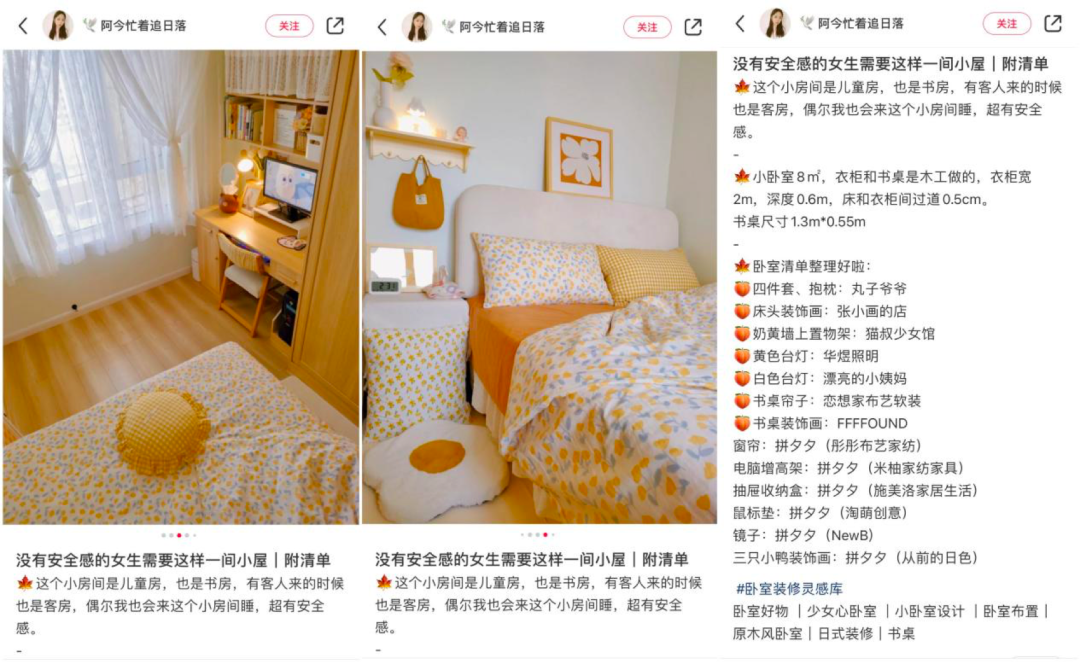 阿今忙着追日落
关注
没有安全感的女生需要这样一间小屋｜附清单
🍁这个小房间是儿童房，也是书房，有客人来的时候
也是客房，偶尔我也会来这个小房间睡，超有安全
感。
-
阿今忙着追日落
关注
2:31
没有安全感的女生需要这样一间小屋｜附清单
🍁这个小房间是儿童房，也是书房，有客人来的时候
也是客房，偶尔我也会来这个小房间睡，超有安全
感。
-
阿今忙着追日落
关注
没有安全感的女生需要这样一间小屋｜附清单
🍁这个小房间是儿童房，也是书房，有客人来的时候
也是客房，偶尔我也会来这个小房间睡，超有安全
感。
-
🍁小卧室8㎡，衣柜和书桌是木工做的，衣柜宽
2m，深度0.6m，床和衣柜间过道0.5cm。
书桌尺寸1.3m*0.55m
-
🍁卧室清单整理好啦：
🍑四件套、抱枕：丸子爷爷
🍑床头装饰画：张小画的店
🍑奶黄墙上置物架：猫叔少女馆
🍑黄色台灯：华煜照明
🍑白色台灯：漂亮的小姨妈
🍑书桌帘子：恋想家布艺软装
🍑书桌装饰画：FFFFOUND
窗帘：拼夕夕（彤彤布艺家纺）
电脑增高架：拼夕夕（米柚家纺家具）
抽屉收纳盒：拼夕夕（施美洛家居生活）
鼠标垫：拼夕夕（淘萌创意）
镜子：拼夕夕（NewB）
三只小鸭装饰画：拼夕夕（从前的日色）
#卧室装修灵感库
卧室好物｜少女心卧室｜小卧室设计｜卧室布置｜
原木风卧室｜日式装修｜书桌